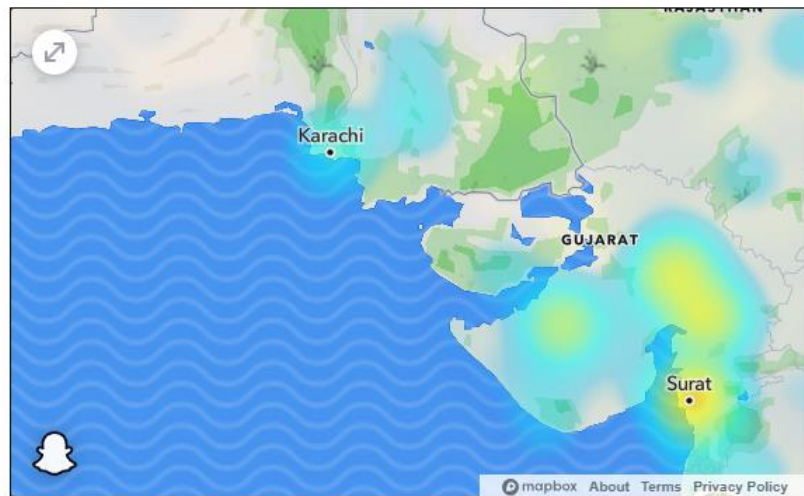 RAJASTHAN
Karachi
GUJARAT
Surat
mapbox About Terms Privacy Policy